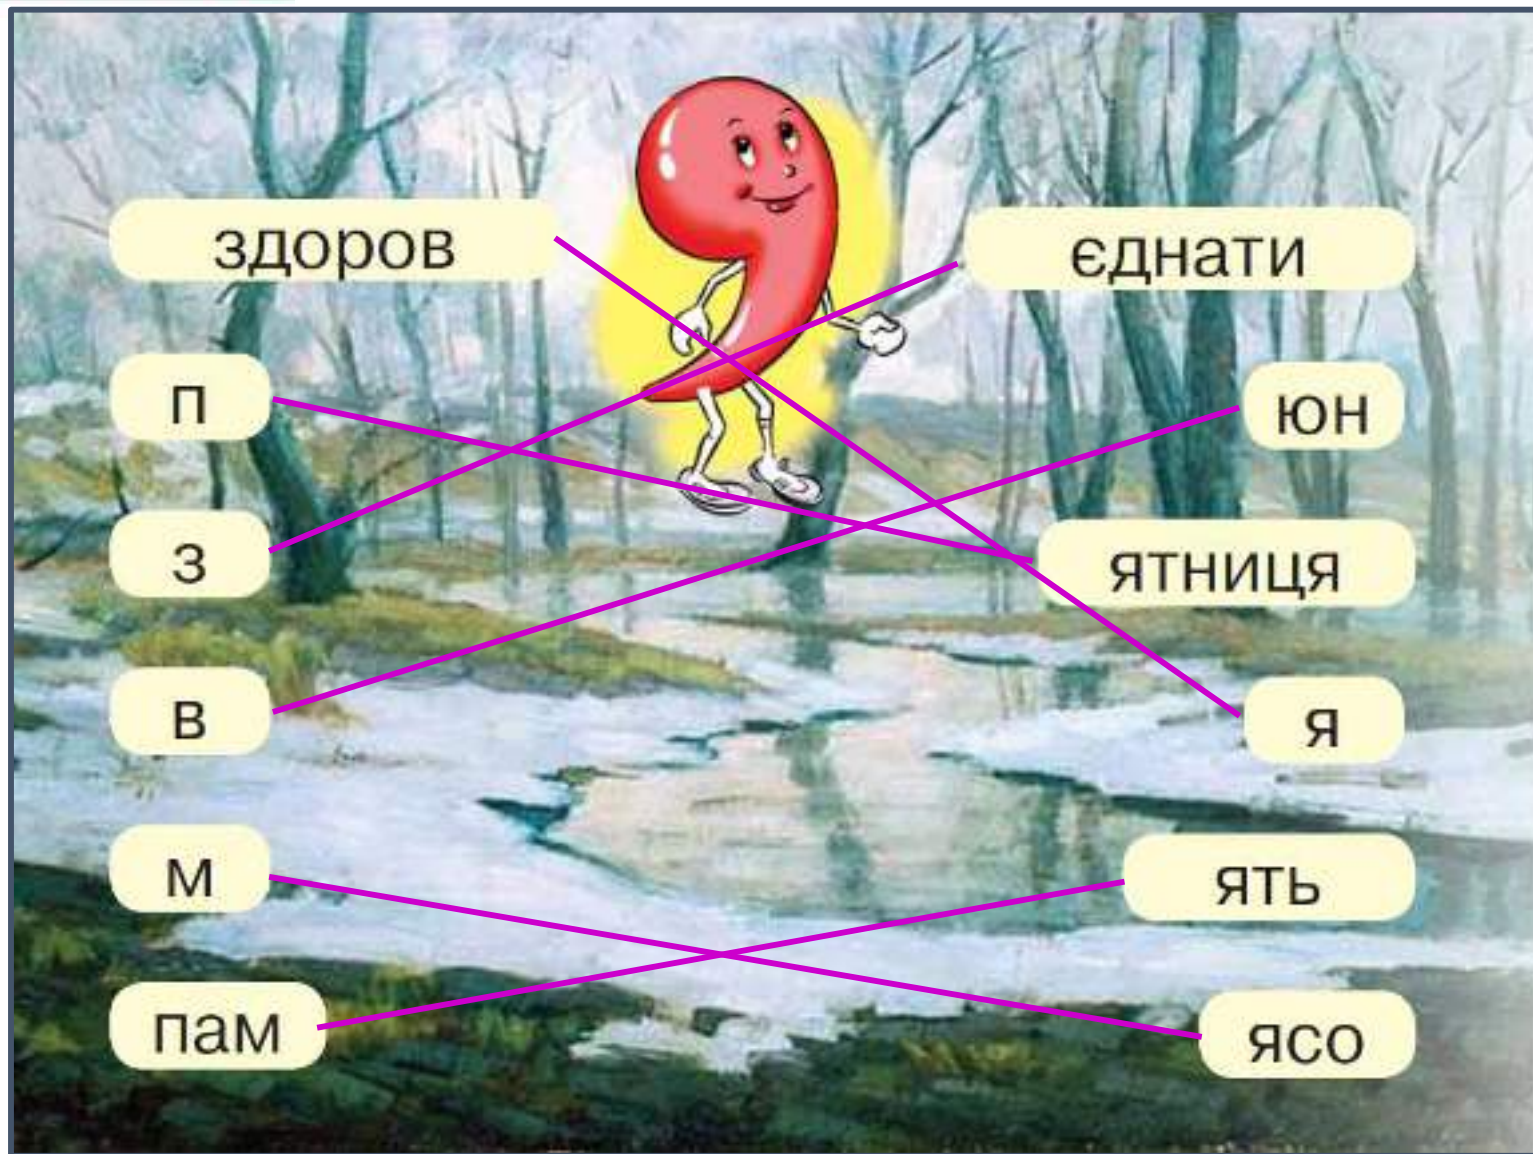 здоров
єднати
п
юн
з
ятниця
в
я
м
ять
пам
ясо